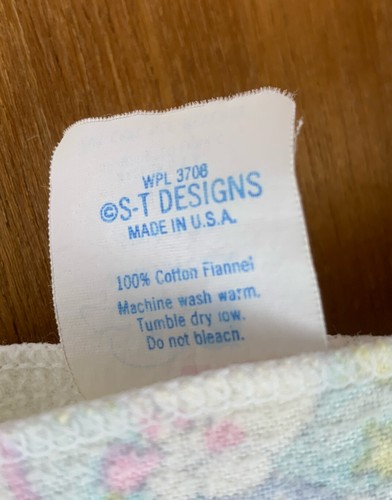 WPL 3708
©S-T DESIGNS
MADE IN U.S.A.
100% Cotton Flannel
Machine wash warm.
Tumble dry low.
Do not bleach.